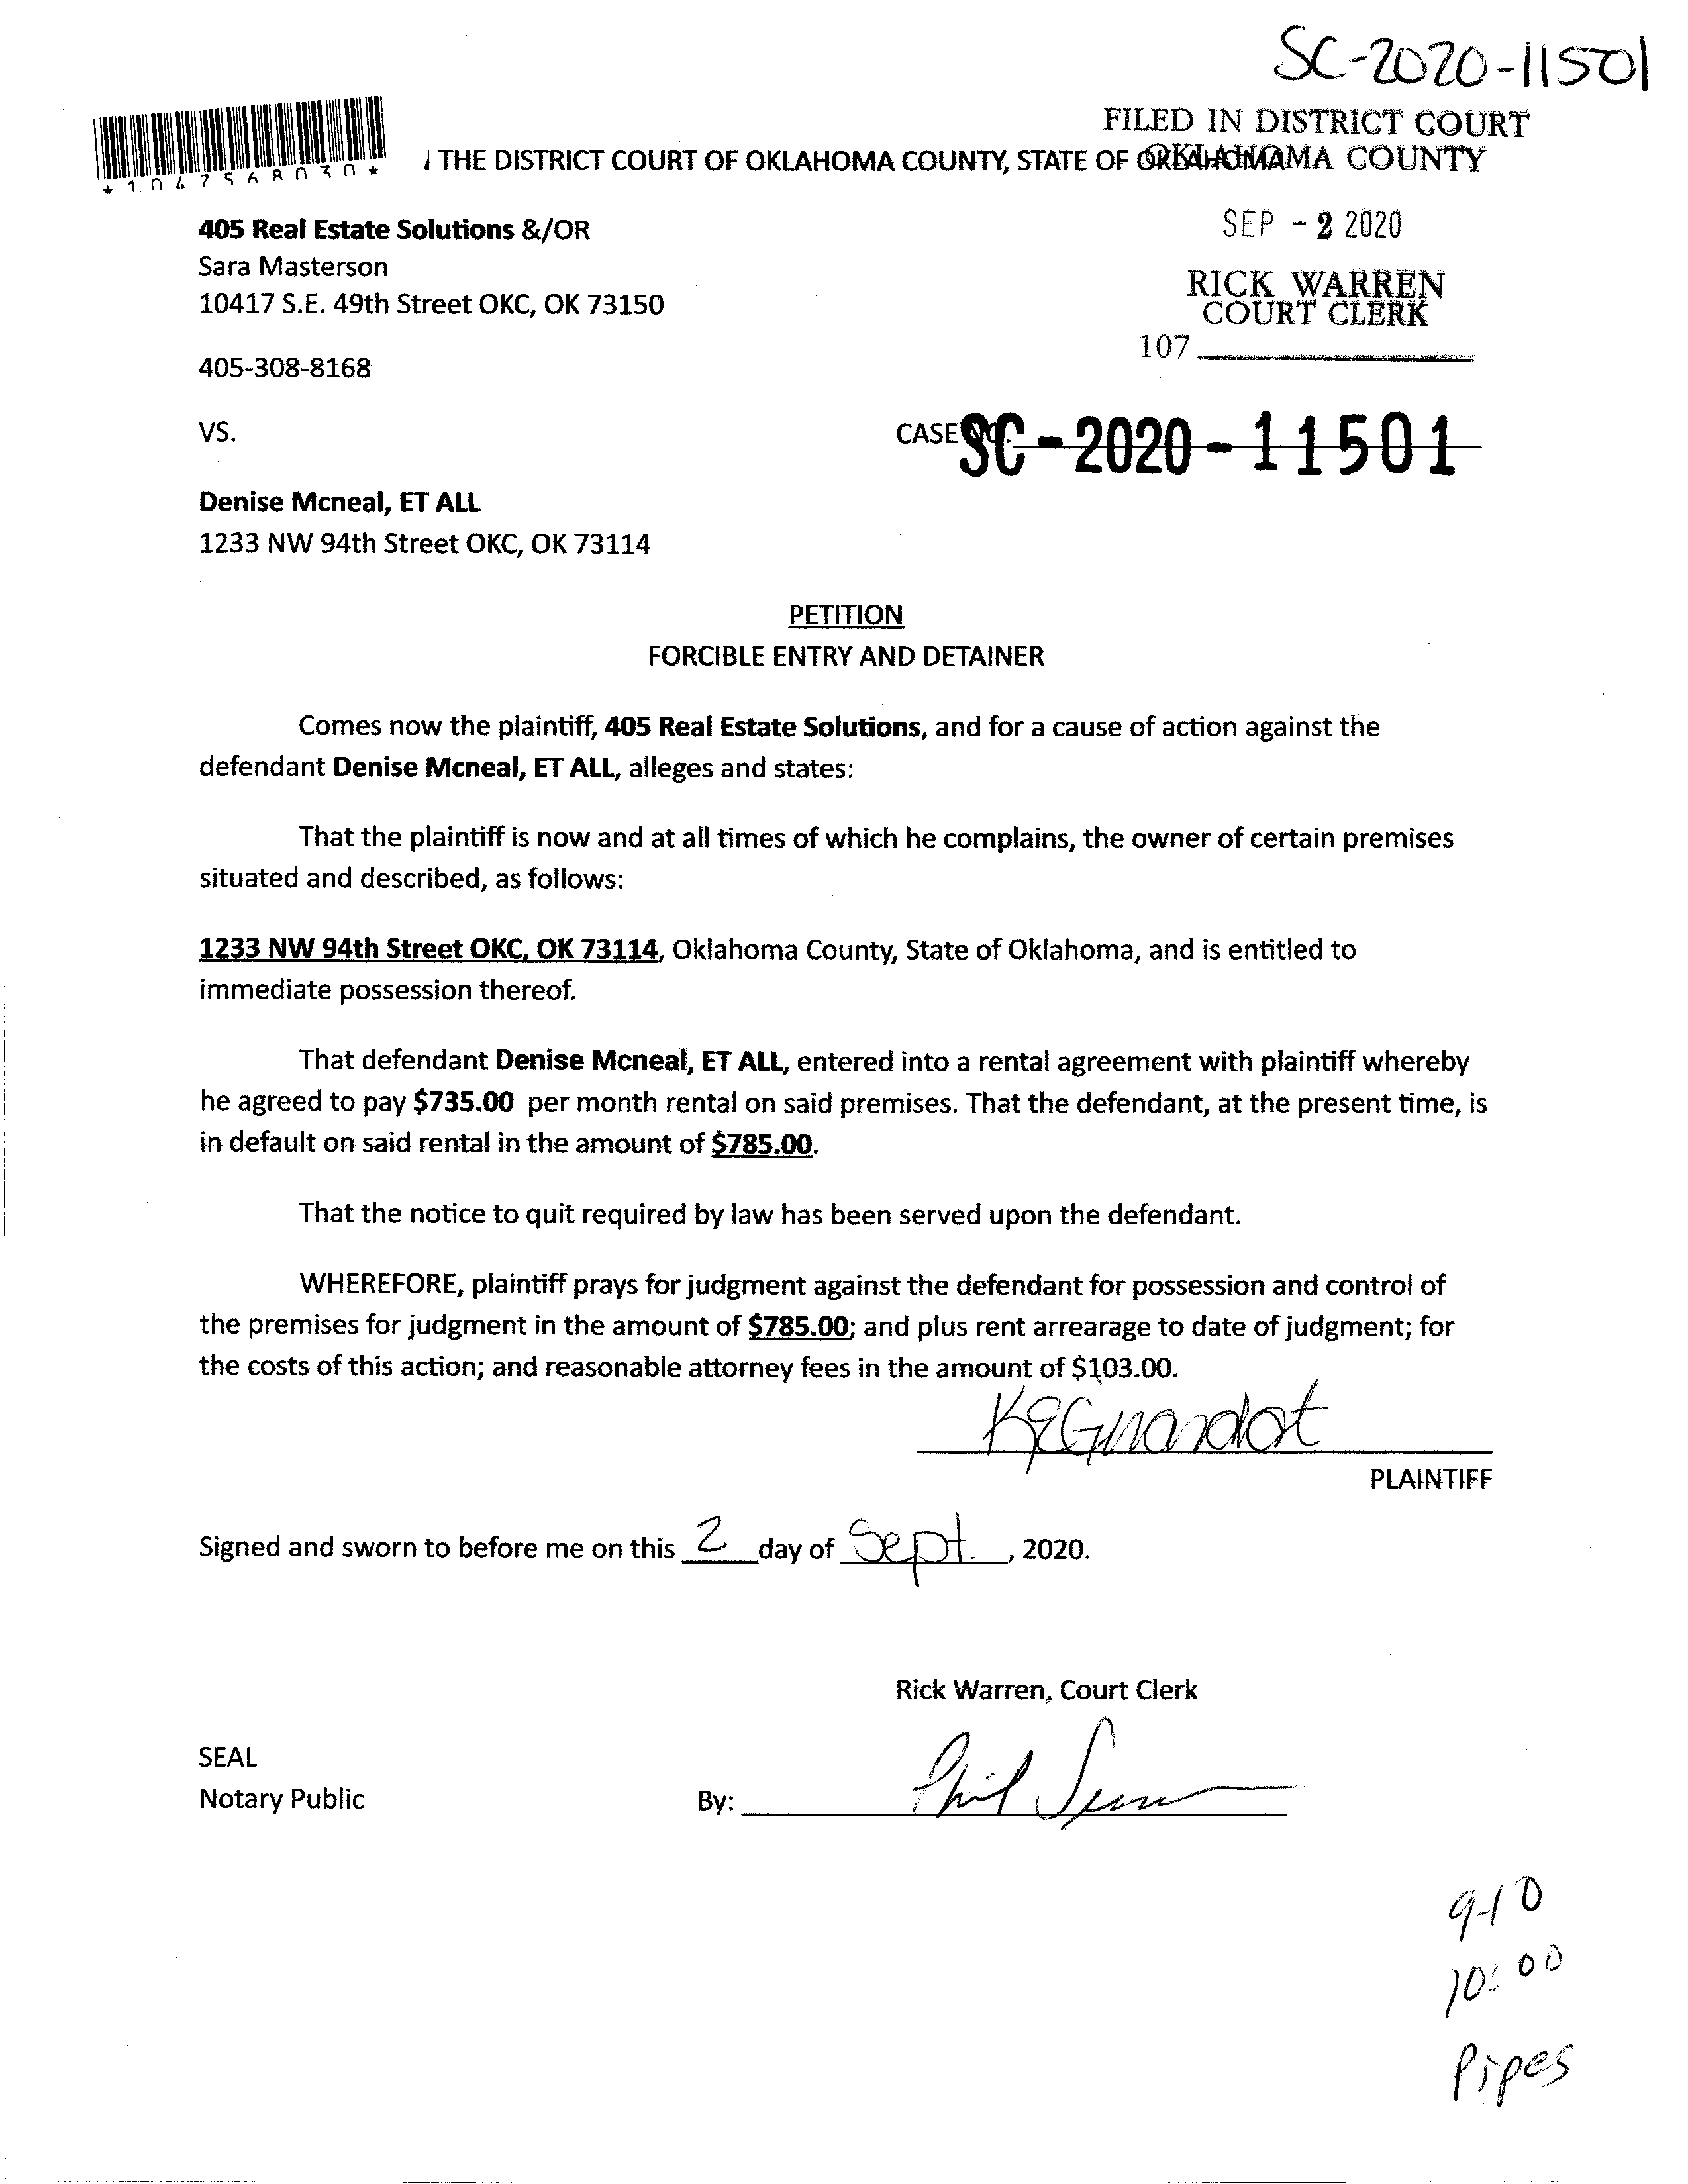 SC-2020-11501
FILED IN DISTRICT COURT
OKLAHOMA COUNTY
*1047568030*
THE DISTRICT COURT OF OKLAHOMA COUNTY, STATE OF OKLAHOMA
405 Real Estate Solutions &/OR
SEP - 2 2020
Sara Masterson
10417 S.E. 49th Street OKC, OK 73150
RICK WARREN
COURT CLERK
107
405-308-8168
VS.
CASE NO. SC-2020-11501
Denise Mcneal, ET ALL
1233 NW 94th Street OKC, OK 73114
PETITION
FORCIBLE ENTRY AND DETAINER
Comes now the plaintiff, 405 Real Estate Solutions, and for a cause of action against the
defendant Denise Mcneal, ET ALL, alleges and states:
That the plaintiff is now and at all times of which he complains, the owner of certain premises
situated and described, as follows:
1233 NW 94th Street OKC, OK 73114, Oklahoma County, State of Oklahoma, and is entitled to
immediate possession thereof.
That defendant Denise Mcneal, ET ALL, entered into a rental agreement with plaintiff whereby
he agreed to pay $735.00 per month rental on said premises. That the defendant, at the present time, is
in default on said rental in the amount of $785.00.
That the notice to quit required by law has been served upon the defendant.
WHEREFORE, plaintiff prays for judgment against the defendant for possession and control of
the premises for judgment in the amount of $785.00; and plus rent arrearage to date of judgment; for
the costs of this action; and reasonable attorney fees in the amount of $103.00.
PLAINTIFF
Signed and sworn to before me on this 2 day of Sept., 2020.
Rick Warren, Court Clerk
SEAL
Notary Public
By: Phil
9-10
10:00
Pipes